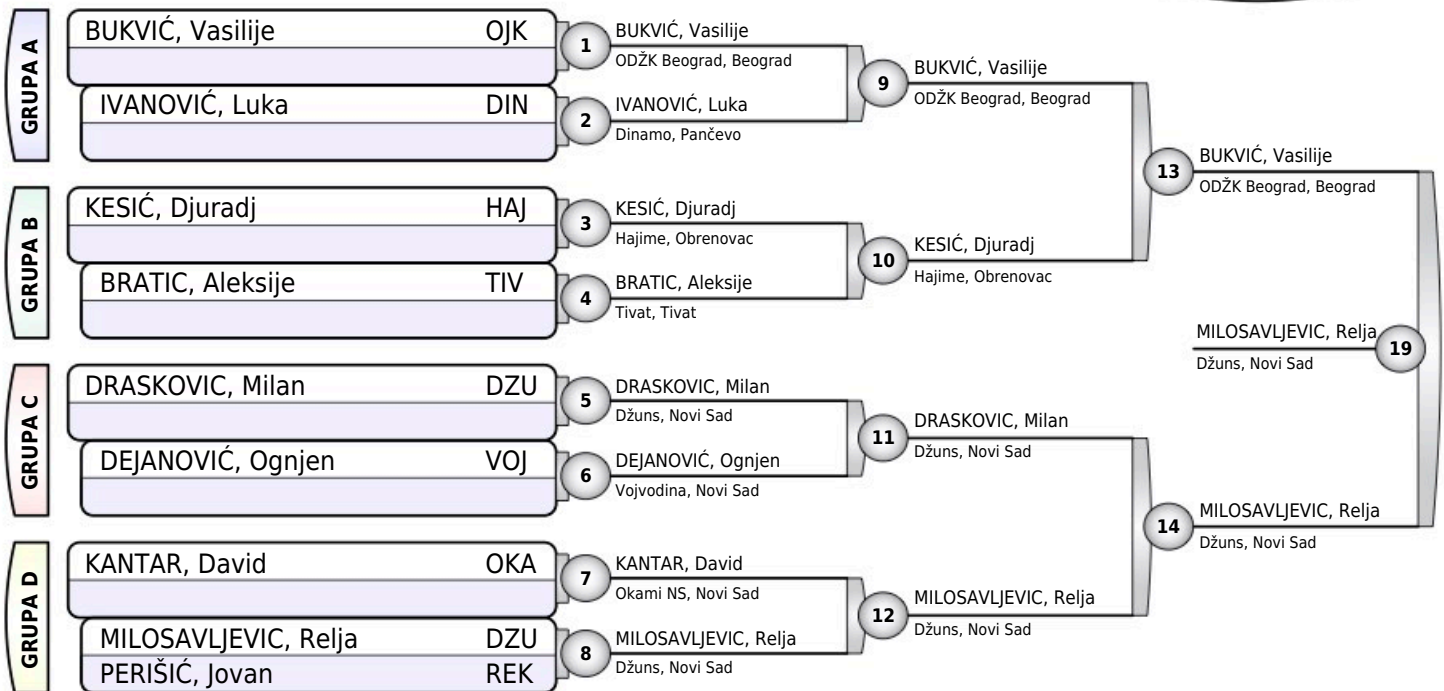 GRUPA A
BUKVIĆ, Vasilije OJK
IVANOVIĆ, Luka DIN
GRUPA B
KESIĆ, Djuradj HAJ
BRATIC, Aleksije TIV
GRUPA C
DRASKOVIC, Milan DZU
DEJANOVIĆ, Ognjen VOJ
GRUPA D
KANTAR, David OKA
MILOSAVLJEVIC, Relja DZU
PERIŠIĆ, Jovan REK
1 BUKVIĆ, Vasilije
ODŽK Beograd, Beograd
2 IVANOVIĆ, Luka
Dinamo, Pančevo
3 KESIĆ, Djuradj
Hajime, Obrenovac
4 BRATIC, Aleksije
Tivat, Tivat
5 DRASKOVIC, Milan
Džuns, Novi Sad
6 DEJANOVIĆ, Ognjen
Vojvodina, Novi Sad
7 KANTAR, David
Okami NS, Novi Sad
8 MILOSAVLJEVIC, Relja
Džuns, Novi Sad
9 BUKVIĆ, Vasilije
ODŽK Beograd, Beograd
10 KESIĆ, Djuradj
Hajime, Obrenovac
11 DRASKOVIC, Milan
Džuns, Novi Sad
12 MILOSAVLJEVIC, Relja
Džuns, Novi Sad
13 BUKVIĆ, Vasilije
ODŽK Beograd, Beograd
14 MILOSAVLJEVIC, Relja
Džuns, Novi Sad
MILOSAVLJEVIC, Relja 19
Džuns, Novi Sad